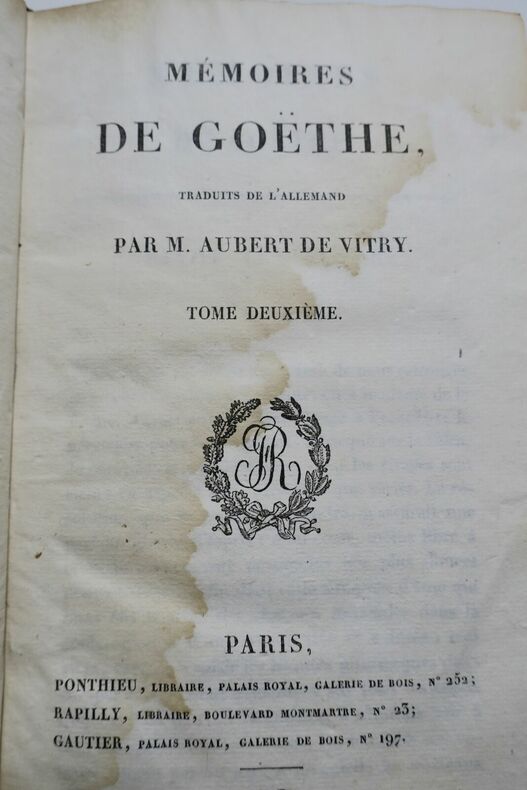 MÉMOIRES
DE GOËTHE,
TRADUITS DE L'ALLEMAND
PAR M. AUBERT DE VITRY.
TOME DEUXIÈME.
PARIS,
PONTHIEU, LIBRAIRE, PALAIS ROYAL, GALERIE DE BOIS, N° 252;
RAPILLY, LIBRAIRE, BOULEVARD MONTMARTRE, N° 23;
GAUTIER, PALAIS ROYAL, GALERIE DE BOIS, N° 197.